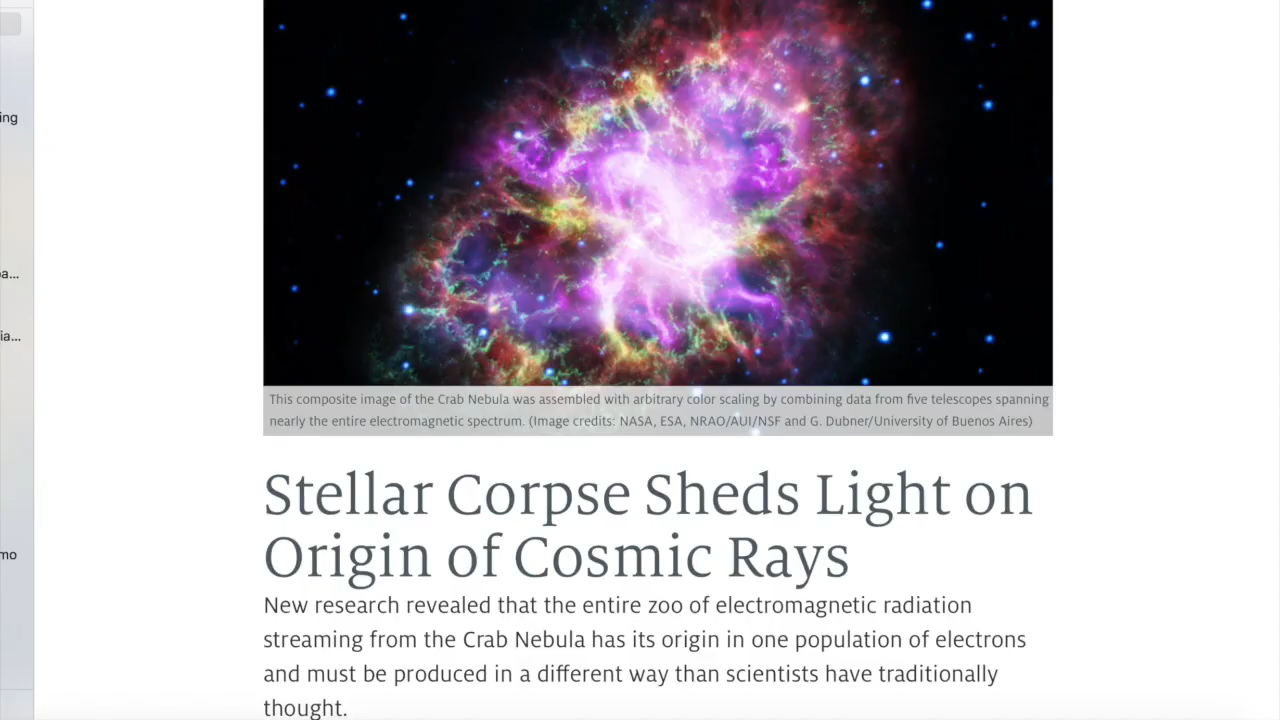 ing
pa...
ia...
mo
This composite image of the Crab Nebula was assembled with arbitrary color scaling by combining data from five telescopes spanning
nearly the entire electromagnetic spectrum. (Image credits: NASA, ESA, NRAO/AUI/NSF and G. Dubner/University of Buenos Aires)
Stellar Corpse Sheds Light on
Origin of Cosmic Rays
New research revealed that the entire zoo of electromagnetic radiation
streaming from the Crab Nebula has its origin in one population of electrons
and must be produced in a different way than scientists have traditionally
thought.